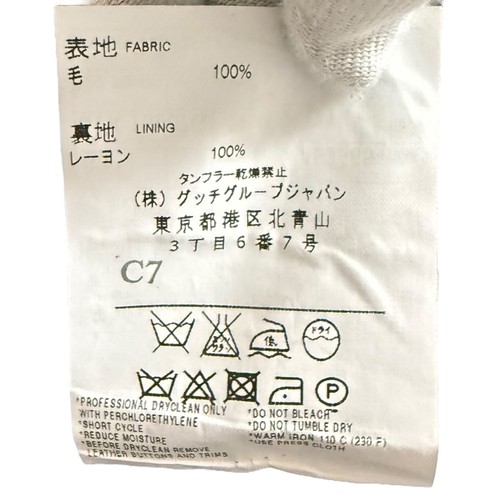 表地 FABRIC
毛 100%
裏地 LINING
レーヨン 100%
タンブラー乾燥禁止
(株) グッチグループジャパン
東京都港区北青山
3丁目6番7号
C7
低 ドライ
P
*PROFESSIONAL DRYCLEAN ONLY
WITH PERCHLORETHYLENE
*SHORT CYCLE
*REDUCE MOISTURE
*BEFORE DRYCLEAN REMOVE
LEATHER BUTTONS AND TRIMS
*DO NOT BLEACH
*DO NOT TUMBLE DRY
*WARM IRON 110 C (230 F)
*USE PRESS CLOTH